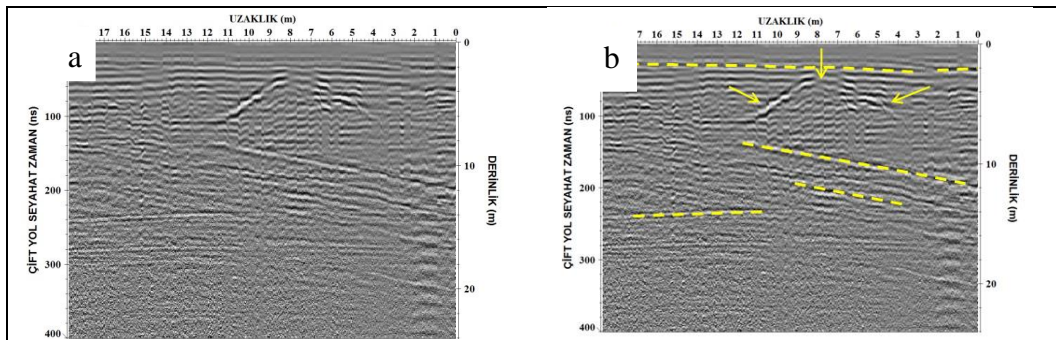 UZAKLIK (m)
17 16 15 14 13 12 11 10 9 8 7 6 5 4 3 2 1 0
a
0
100
10
200
300
20
400
ÇİFT YOL SEYAHAT ZAMAN (ns)
DERİNLİK (m)
UZAKLIK (m)
7 16 15 14 13 12 11 10 9 8 7 6 5 4 3 2 1 0
b
0
100
10
200
300
20
400
ÇİFT YOL SEYAHAT ZAMAN (ns)
DERİNLİK (m)